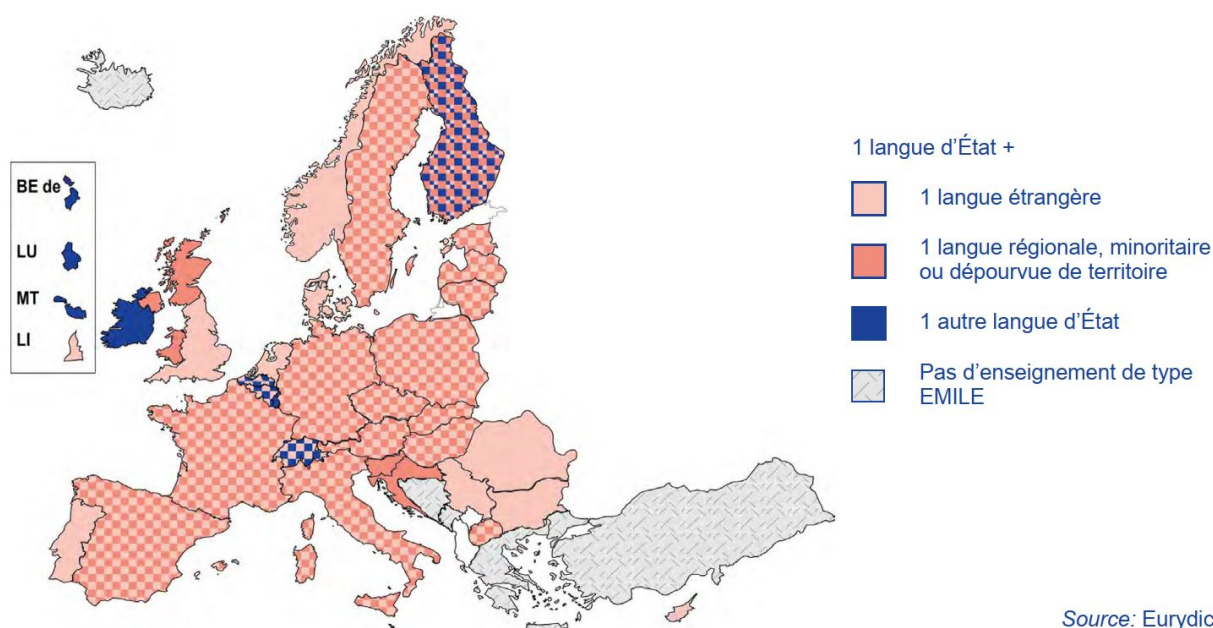 BE de
LU
MT
LI
1 langue d’État +
1 langue étrangère
1 langue régionale, minoritaire
ou dépourvue de territoire
1 autre langue d’État
Pas d’enseignement de type
EMILE
Source: Eurydic